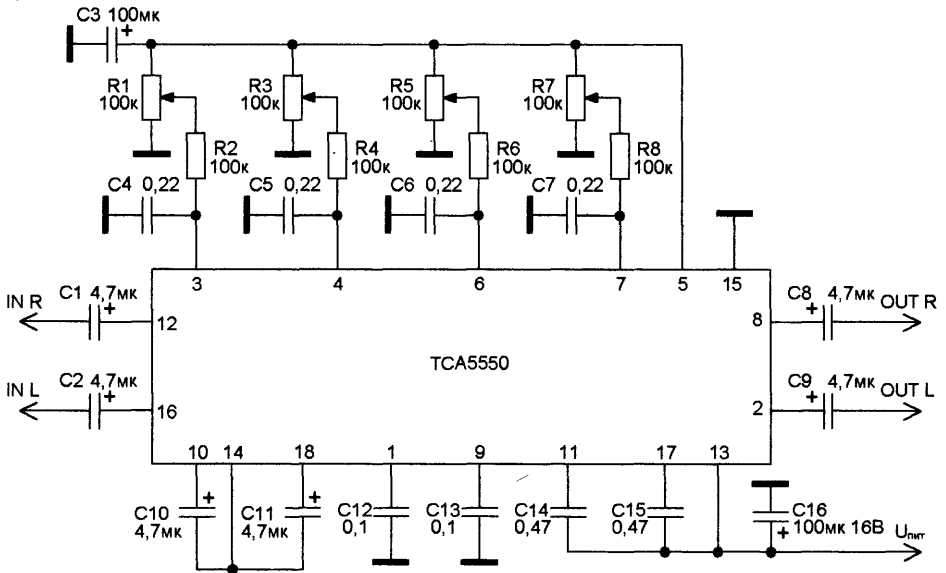 C3 100мк
+
R1 100к
R3 100к
R5 100к
R7 100к
R2 100к
R4 100к
R6 100к
R8 100к
C4 0,22
C5 0,22
C6 0,22
C7 0,22
3 4 6 7 5 15
IN R
C1 4,7мк
+
12
8
C8 4,7мк
+
OUT R
TCA5550
IN L
C2 4,7мк
+
16
2
C9 4,7мк
+
OUT L
10 14 18 1 9 11 17 13
C10 4,7мк
+
C11 4,7мк
+
C12 0,1
C13 0,1
C14 0,47
C15 0,47
C16 100мк 16В
+
Uпит